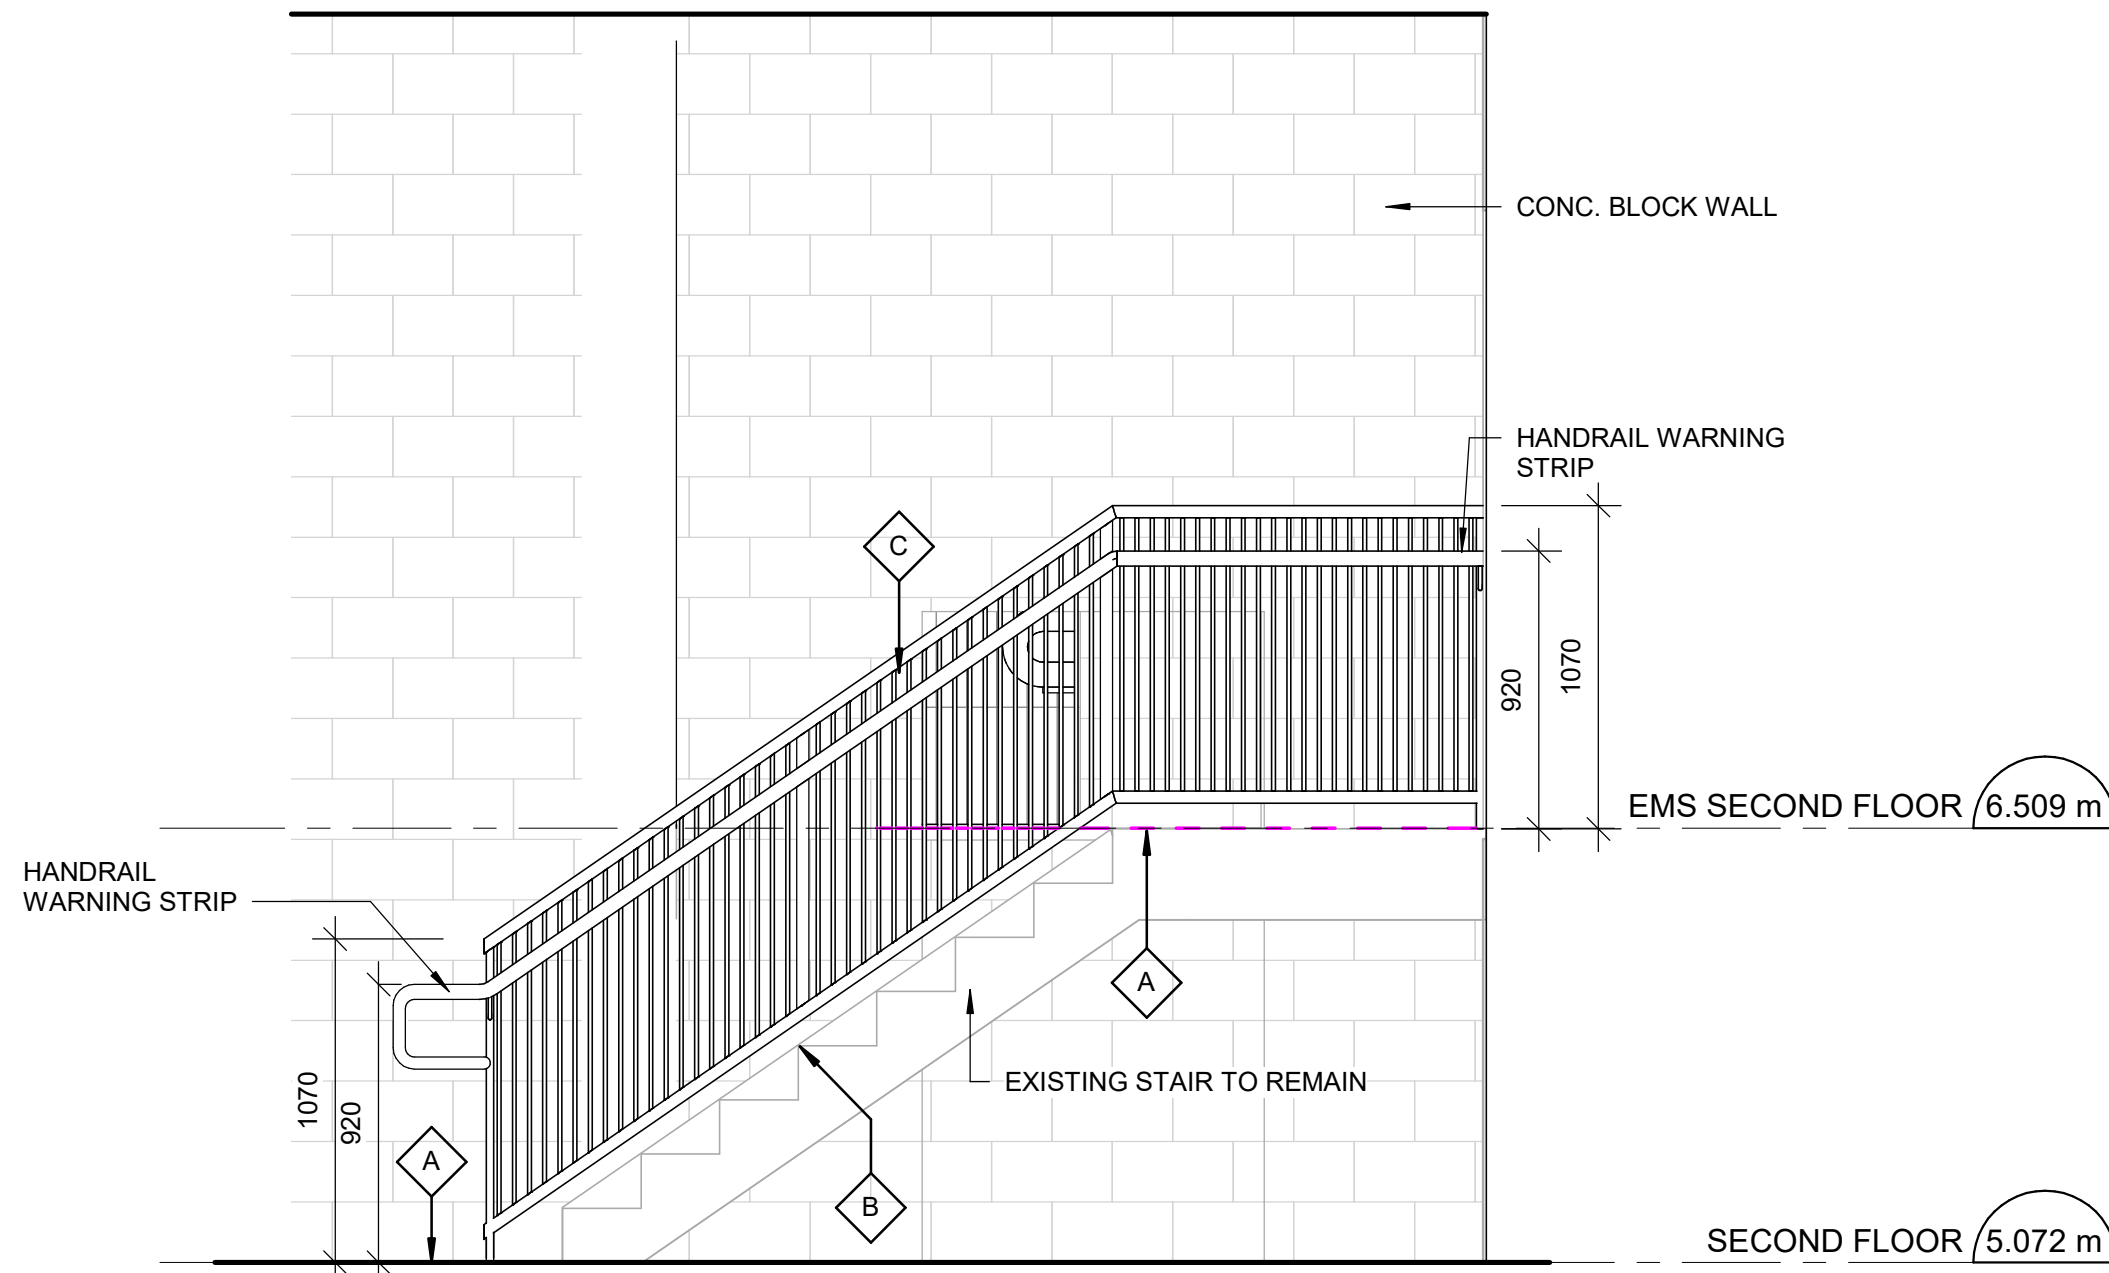 CONC. BLOCK WALL
HANDRAIL WARNING
STRIP
C
920
1070
EMS SECOND FLOOR 6.509 m
HANDRAIL
WARNING STRIP
A
EXISTING STAIR TO REMAIN
1070
920
A
B
SECOND FLOOR 5.072 m